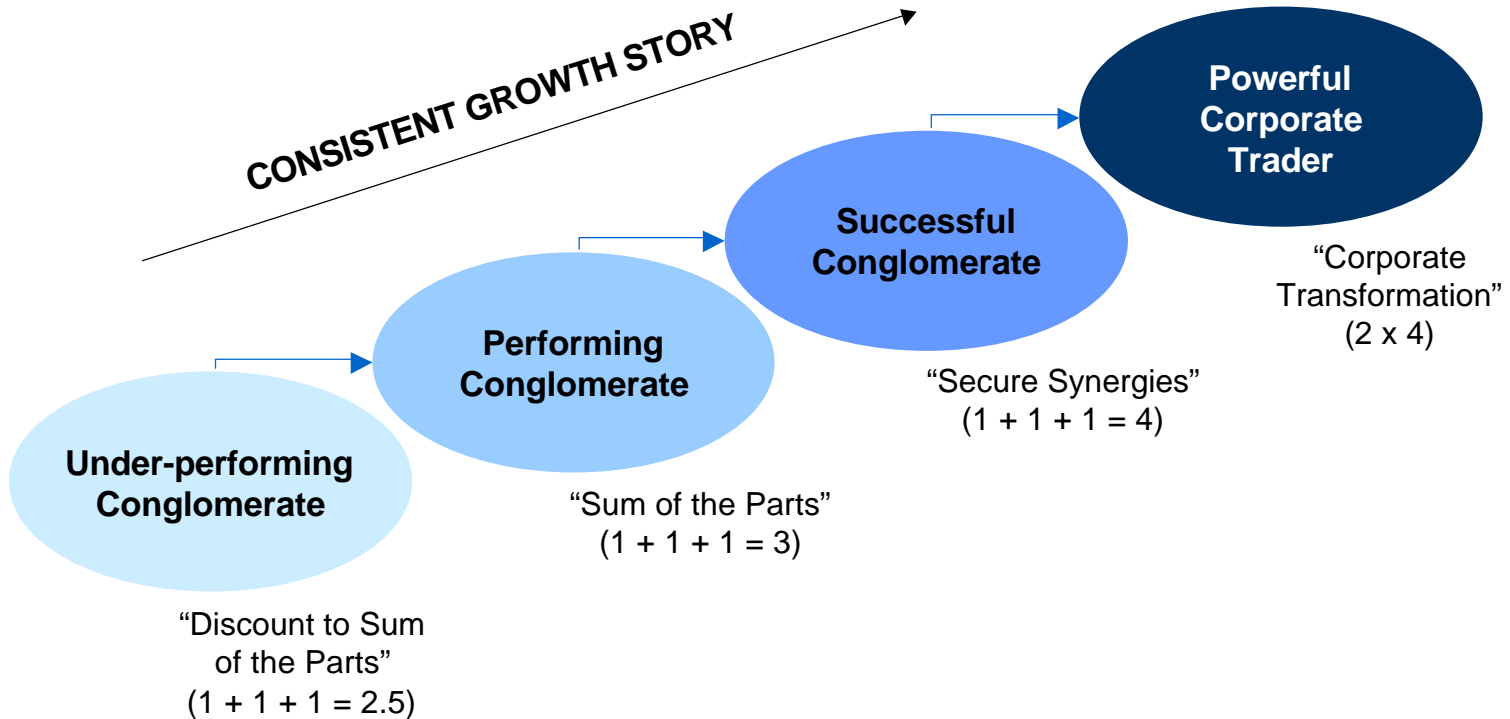 CONSISTENT GROWTH STORY
Powerful
Corporate
Trader
“Corporate
Transformation”
(2 x 4)
Successful
Conglomerate
“Secure Synergies”
(1 + 1 + 1 = 4)
Performing
Conglomerate
“Sum of the Parts”
(1 + 1 + 1 = 3)
Under-performing
Conglomerate
“Discount to Sum
of the Parts”
(1 + 1 + 1 = 2.5)